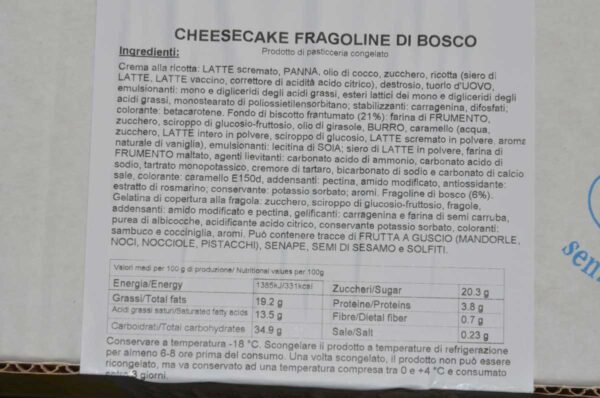 CHEESECAKE FRAGOLINE DI BOSCO
Prodotto di pasticceria congelato
Ingredienti:
Crema alla ricotta: LATTE scremato, PANNA, olio di cocco, zucchero, ricotta (siero di
LATTE, LATTE vaccino, correttore di acidità acido citrico), destrosio, tuorlo d'UOVO,
emulsionanti: mono e digliceridi degli acidi grassi, esteri lattici dei mono e digliceridi degli
acidi grassi, monostearato di poliossietilensorbitano; stabilizzanti: carragenina, difosfati;
colorante: betacarotene. Fondo di biscotto frantumato (21%): farina di FRUMENTO,
zucchero, sciroppo di glucosio-fruttosio, olio di girasole, BURRO, caramello (acqua,
zucchero, LATTE intero in polvere, sciroppo di glucosio, LATTE scremato in polvere, aroma
naturale di vaniglia), emulsionanti: lecitina di SOIA; siero di LATTE in polvere, farina di
FRUMENTO maltato, agenti lievitanti: carbonato acido di ammonio, carbonato acido di
sodio, tartrato monopotassico, cremore di tartaro, bicarbonato di sodio e carbonato di calcio
sale, colorante: caramello E150d, addensanti: pectina, amido modificato, antiossidante:
estratto di rosmarino; conservante: potassio sorbato; aromi. Fragoline di bosco (6%).
Gelatina di copertura alla fragola: zucchero, sciroppo di glucosio-fruttosio, fragole,
addensanti: amido modificato e pectina, gelificanti: carragenina e farina di semi carruba,
purea di albicocche, acidificante acido citrico, conservante potassio sorbato, coloranti:
sambuco e cocciniglia, aromi. Può contenere tracce di FRUTTA A GUSCIO (MANDORLE,
NOCI, NOCCIOLE, PISTACCHI), SENAPE, SEMI DI SESAMO e SOLFITI.
Valori medi per 100 g di produzione/ Nutritional values per 100g
Energia/Energy 1385kJ/331kcal Zuccheri/Sugar 20.3 g
Grassi/Total fats 19.2 g Proteine/Proteins 3.8 g
Acidi grassi saturi/Saturated fatty acids 13.5 g Fibre/Dietal fiber 0.7 g
Carboidrati/Total carbohydrates 34.9 g Sale/Salt 0.23 g
Conservare a temperatura -18 °C. Scongelare il prodotto a temperature di refrigerazione
per almeno 6-8 ore prima del consumo. Una volta scongelato, il prodotto non può essere
ricongelato, ma va conservato ad una temperatura compresa tra 0 e +4 °C e consumato
entro 3 giorni.
sem